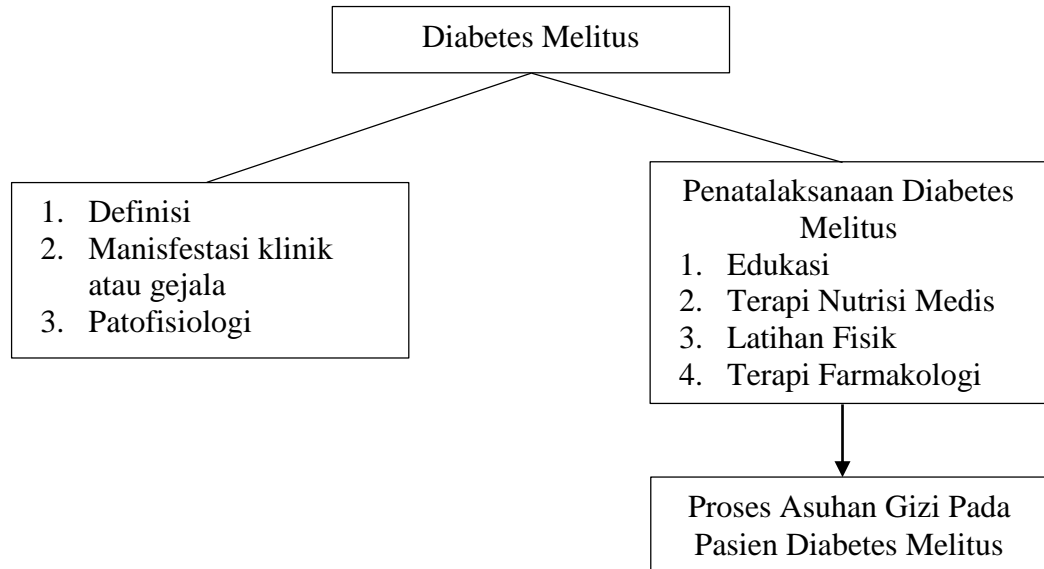 Diabetes Melitus
1. Definisi
2. Manisfestasi klinik
atau gejala
3. Patofisiologi
Penatalaksanaan Diabetes
Melitus
1. Edukasi
2. Terapi Nutrisi Medis
3. Latihan Fisik
4. Terapi Farmakologi
Proses Asuhan Gizi Pada
Pasien Diabetes Melitus